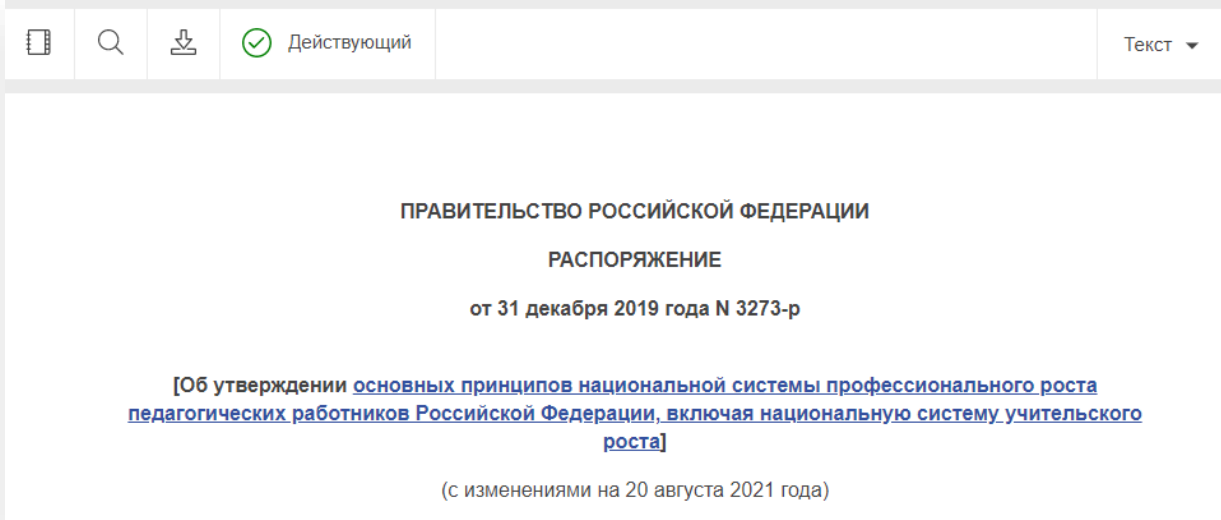 Действующий
Текст
ПРАВИТЕЛЬСТВО РОССИЙСКОЙ ФЕДЕРАЦИИ
РАСПОРЯЖЕНИЕ
от 31 декабря 2019 года N 3273-р
[Об утверждении основных принципов национальной системы профессионального роста
педагогических работников Российской Федерации, включая национальную систему учительского
роста]
(с изменениями на 20 августа 2021 года)